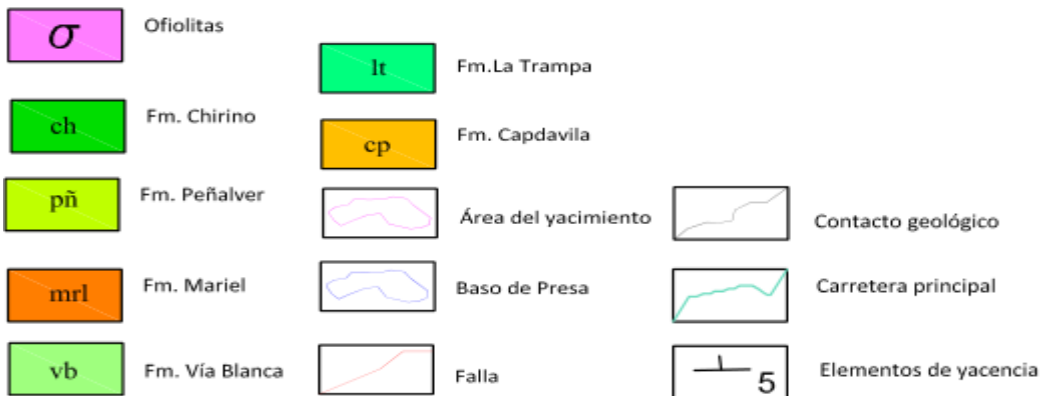 σ Ofiolitas
ch Fm. Chirino
pñ Fm. Peñalver
mrl Fm. Mariel
vb Fm. Vía Blanca
lt Fm.La Trampa
cp Fm. Capdavila
Área del yacimiento
Baso de Presa
Falla
Contacto geológico
Carretera principal
5 Elementos de yacencia